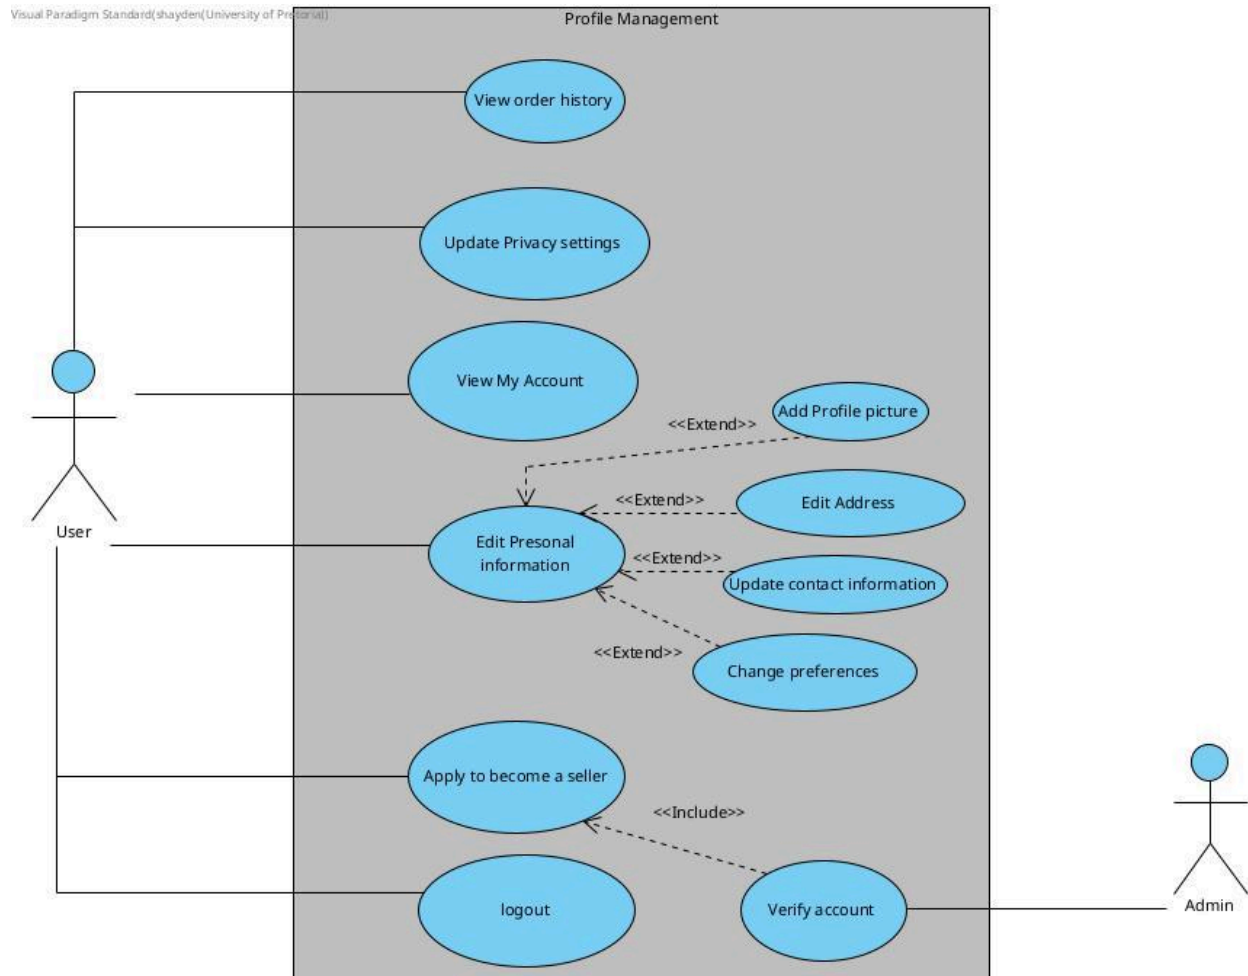 Visual Paradigm Standard(shayden(University of Pretoria))
Profile Management
View order history
Update Privacy settings
View My Account
Add Profile picture
<<Extend>>
<<Extend>>
Edit Address
User
Edit Presonal
information
<<Extend>>
Update contact information
<<Extend>>
Change preferences
Apply to become a seller
<<Include>>
logout
Verify account
Admin